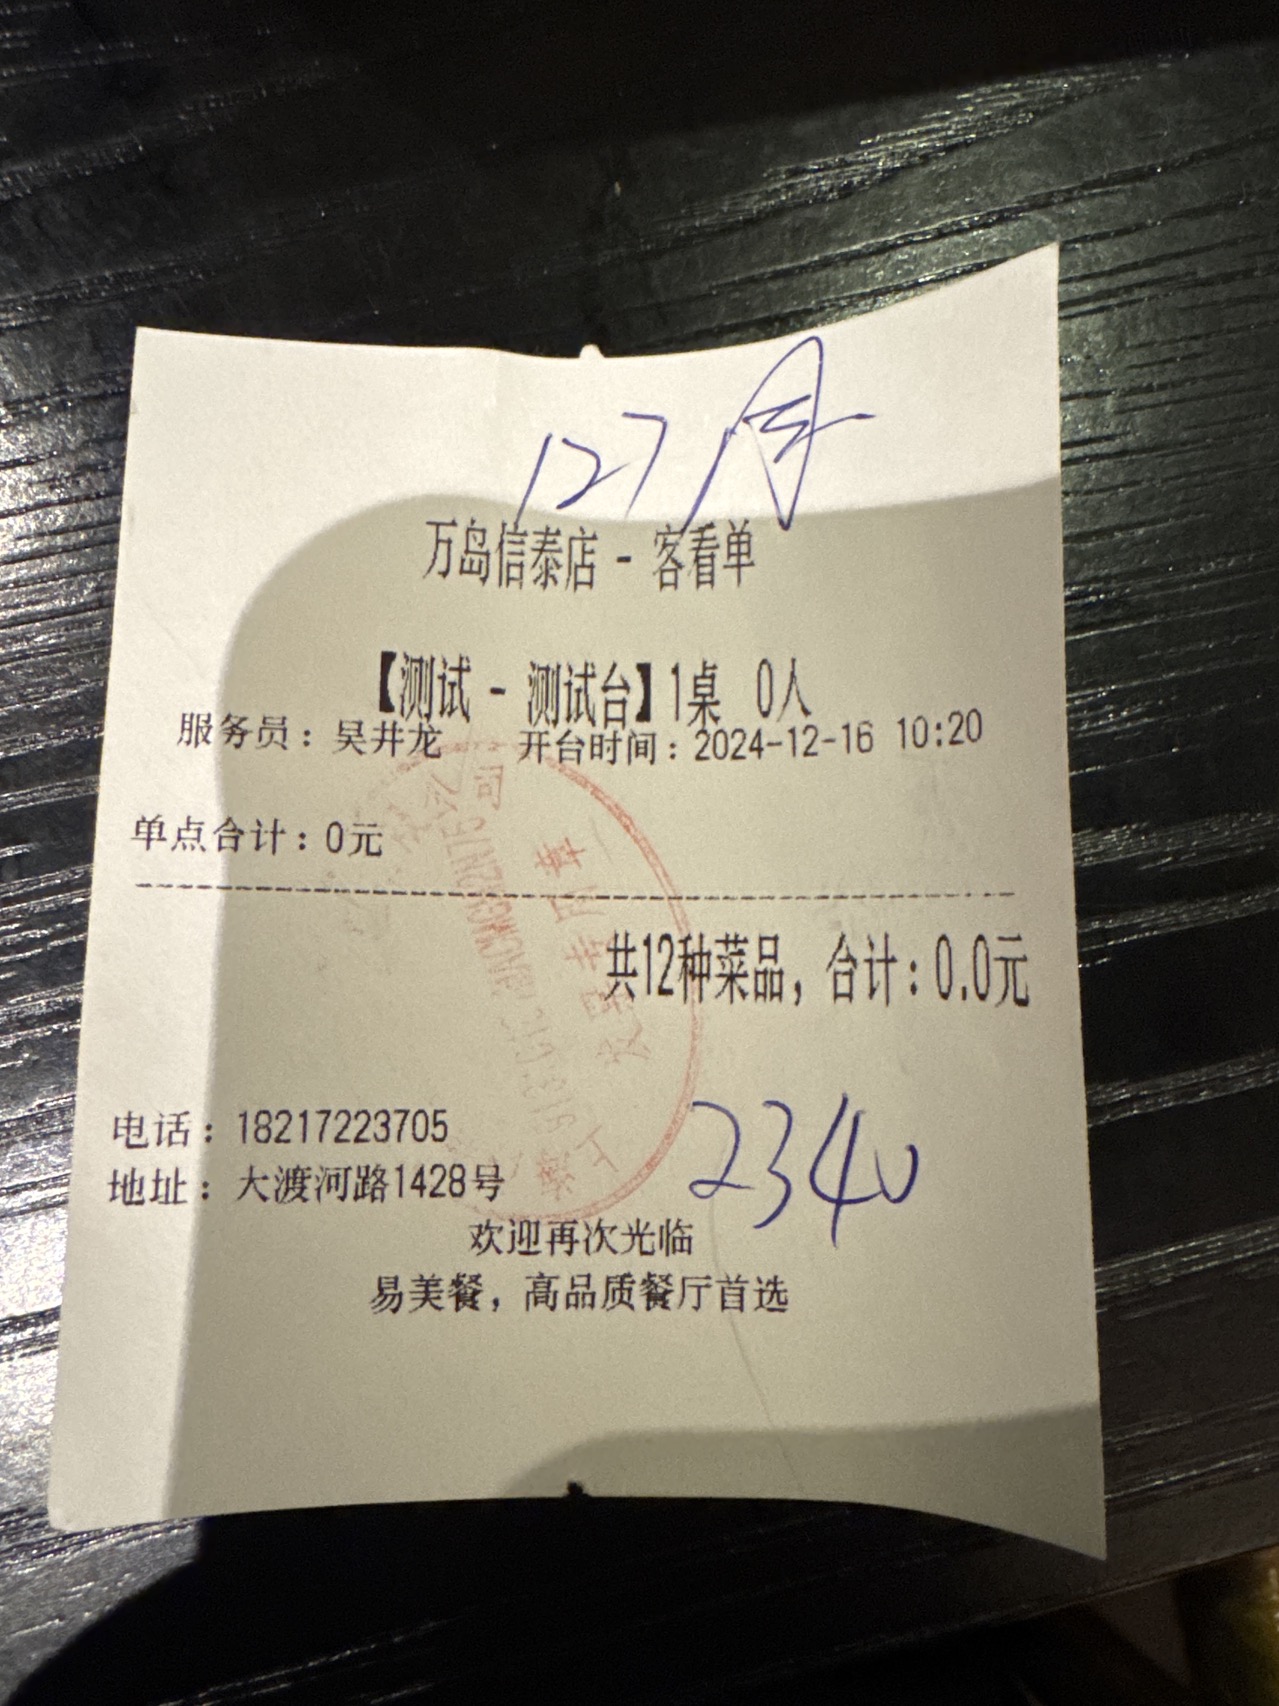 127
万岛信泰店 - 客看单
【测试 - 测试台】1桌 0人
服务员：吴井龙 开台时间：2024-12-16 10:20
单点合计：0元
共12种菜品，合计：0.0元
电话：18217223705
地址：大渡河路1428号
2340
欢迎再次光临
易美餐，高品质餐厅首选